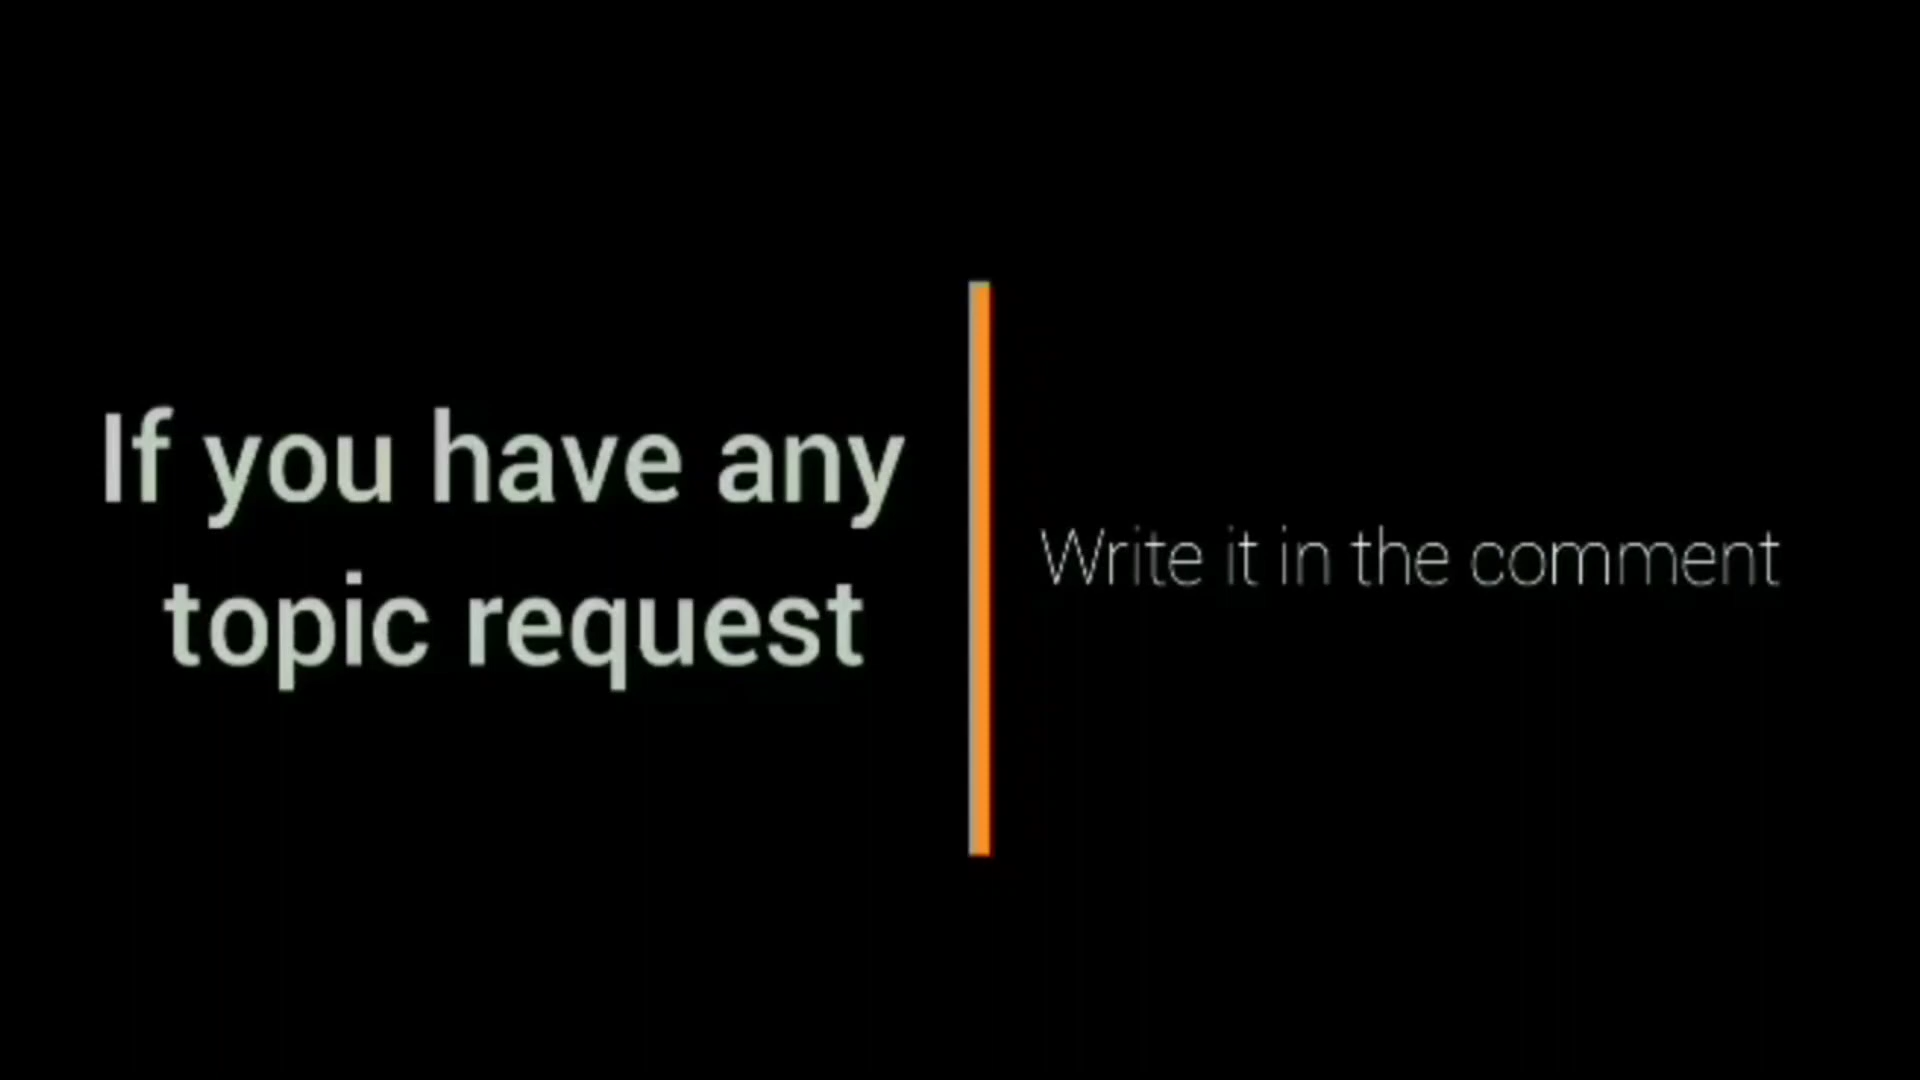 If you have any
topic request
Write it in the comment